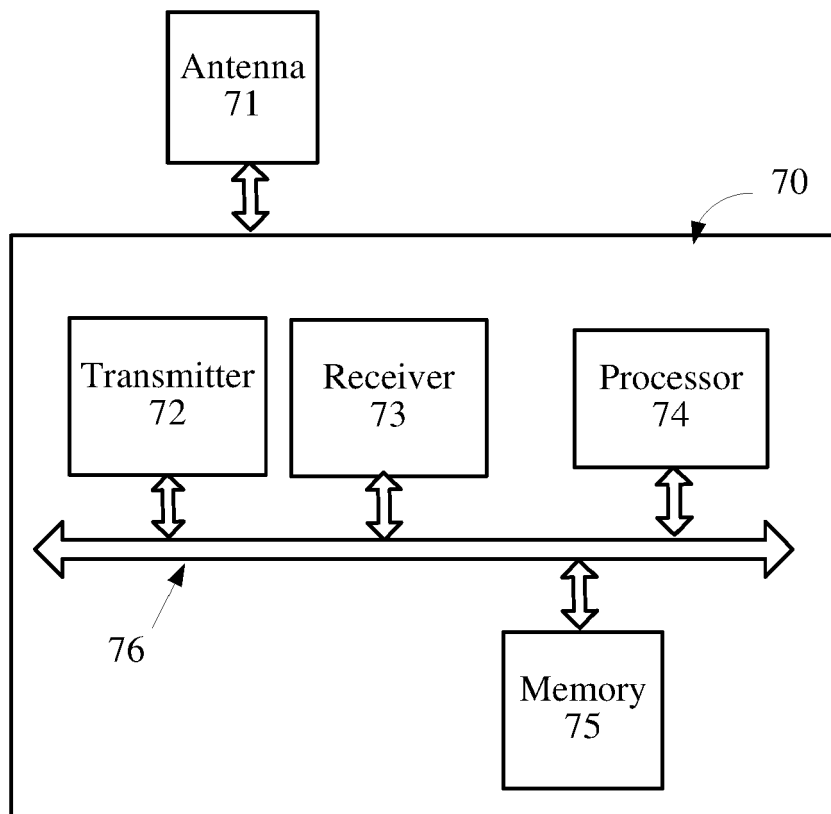 Antenna
71
70
Transmitter
72
Receiver
73
Processor
74
76
Memory
75